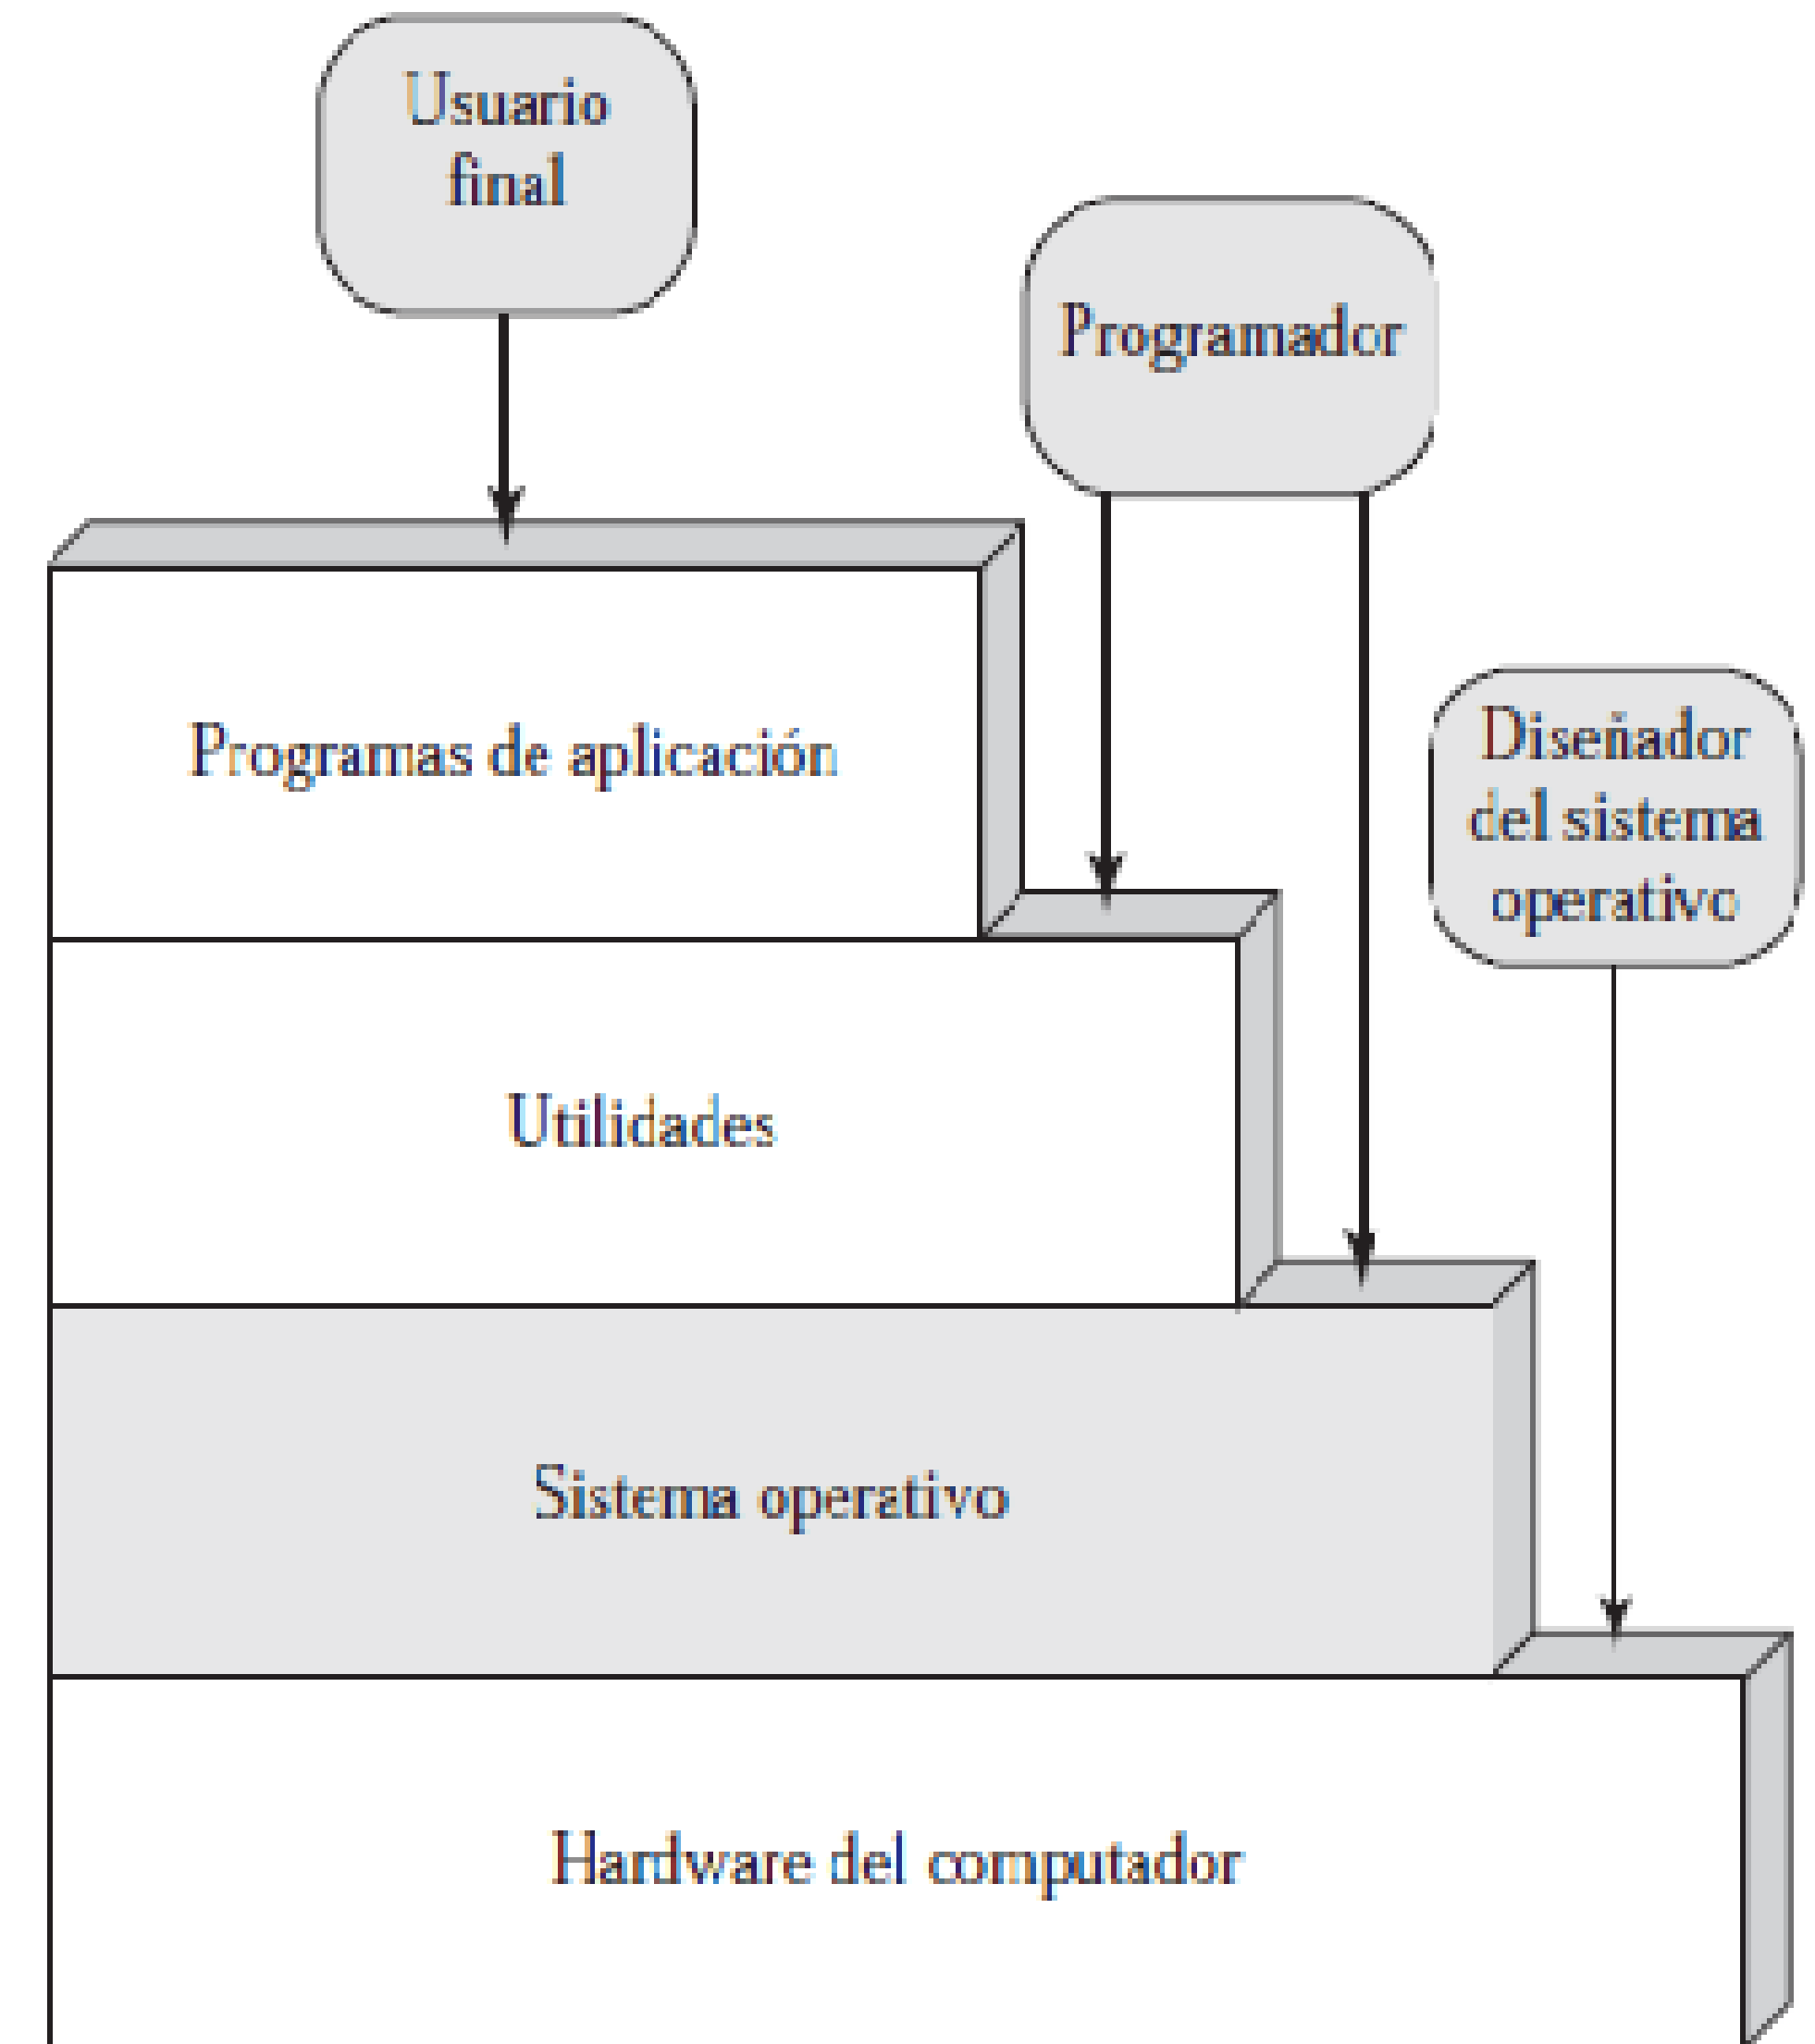 Usuario
final
Programador
Programas de aplicación
Diseñador
del sistema
operativo
Utilidades
Sistema operativo
Hardware del computador